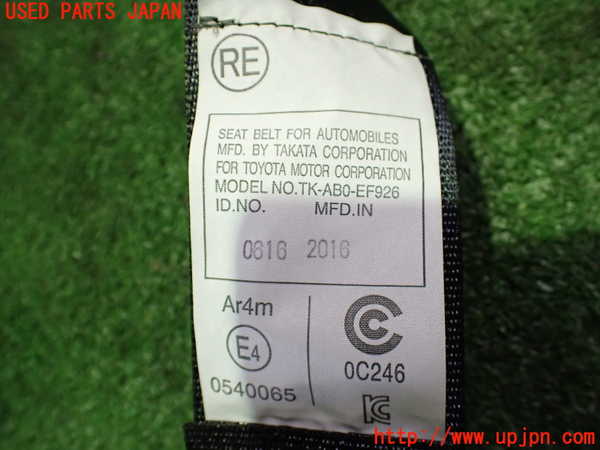 USED PARTS JAPAN
RE
SEAT BELT FOR AUTOMOBILES
MFD. BY TAKATA CORPORATION
FOR TOYOTA MOTOR CORPORATION
MODEL NO.TK-AB0-EF926
ID.NO. MFD.IN
0616 2016
Ar4m
E4
0540065
0C246
http://www.upjpn.com/